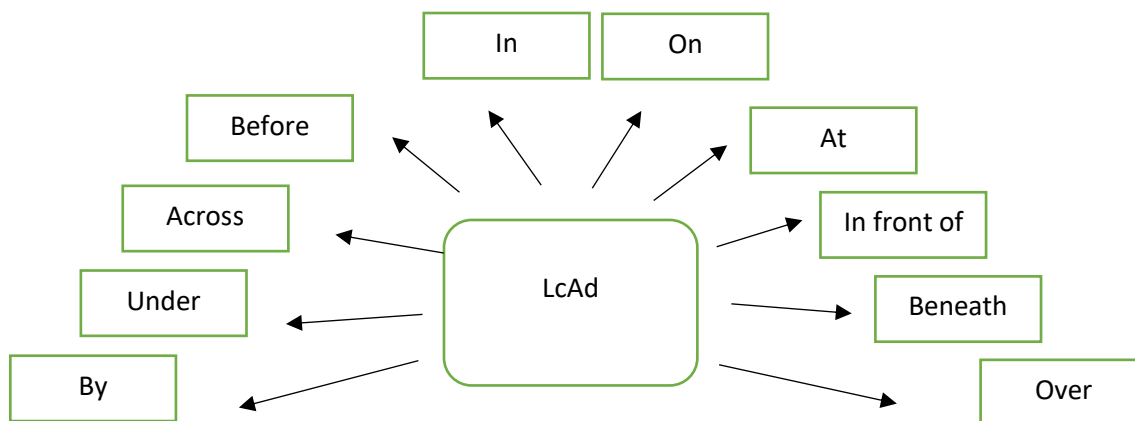 In
On
Before
At
Across
In front of
LcAd
Under
Beneath
By
Over